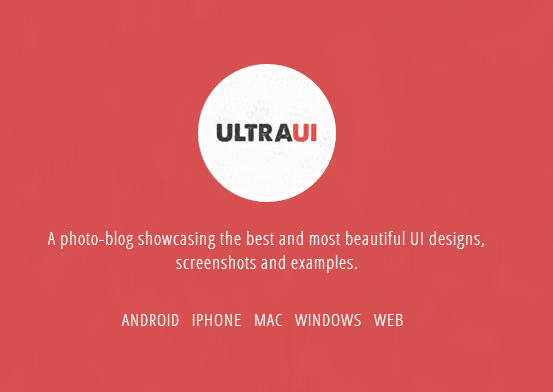 ULTRAUI
A photo-blog showcasing the best and most beautiful UI designs,
screenshots and examples.
ANDROID IPHONE MAC WINDOWS WEB